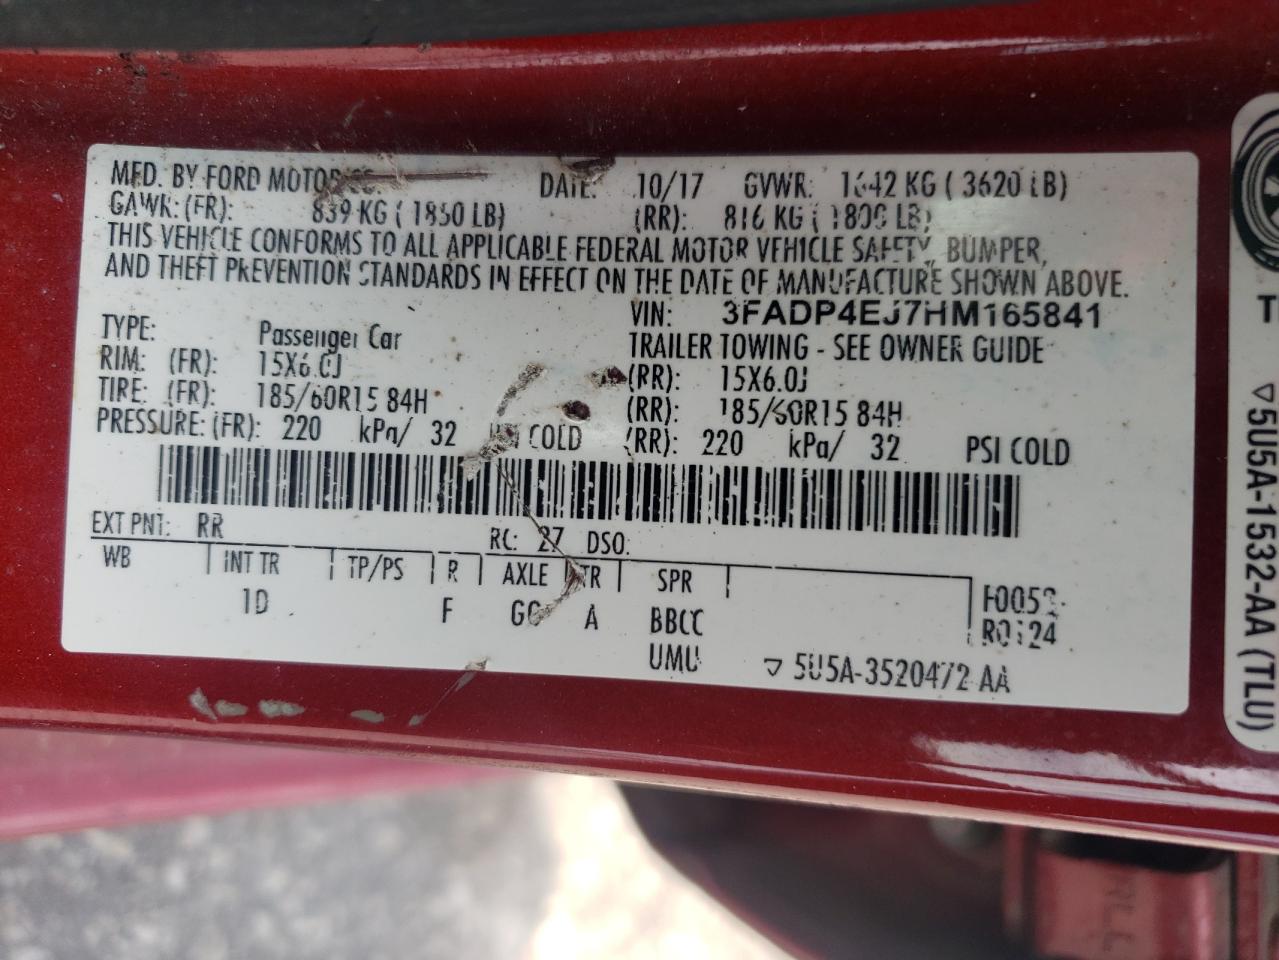 MFD. BY FORD MOTOR CO. DATE: 10/17 GVWR: 1642 KG ( 3620 LB)
GAWR: (FR): 839 KG ( 1850 LB) (RR): 816 KG ( 1800 LB)
THIS VEHICLE CONFORMS TO ALL APPLICABLE FEDERAL MOTOR VEHICLE SAFETY, BUMPER,
AND THEFT PREVENTION STANDARDS IN EFFECT ON THE DATE OF MANUFACTURE SHOWN ABOVE.
VIN: 3FADP4EJ7HM165841
TYPE: Passenger Car TRAILER TOWING - SEE OWNER GUIDE
RIM: (FR): 15X6.0J (RR): 15X6.0J
TIRE: (FR): 185/60R15 84H (RR): 185/60R15 84H
PRESSURE: (FR): 220 kPa/ 32 PSI COLD (RR): 220 kPa/ 32 PSI COLD
EXT PNT: RR RC: 27 DSO:
WB INT TR TP/PS R AXLE TR SPR
1D F A BBCC
UMU ▽ 5U5A-3520472-AA
▽5U5A-1532-AA (TLU)